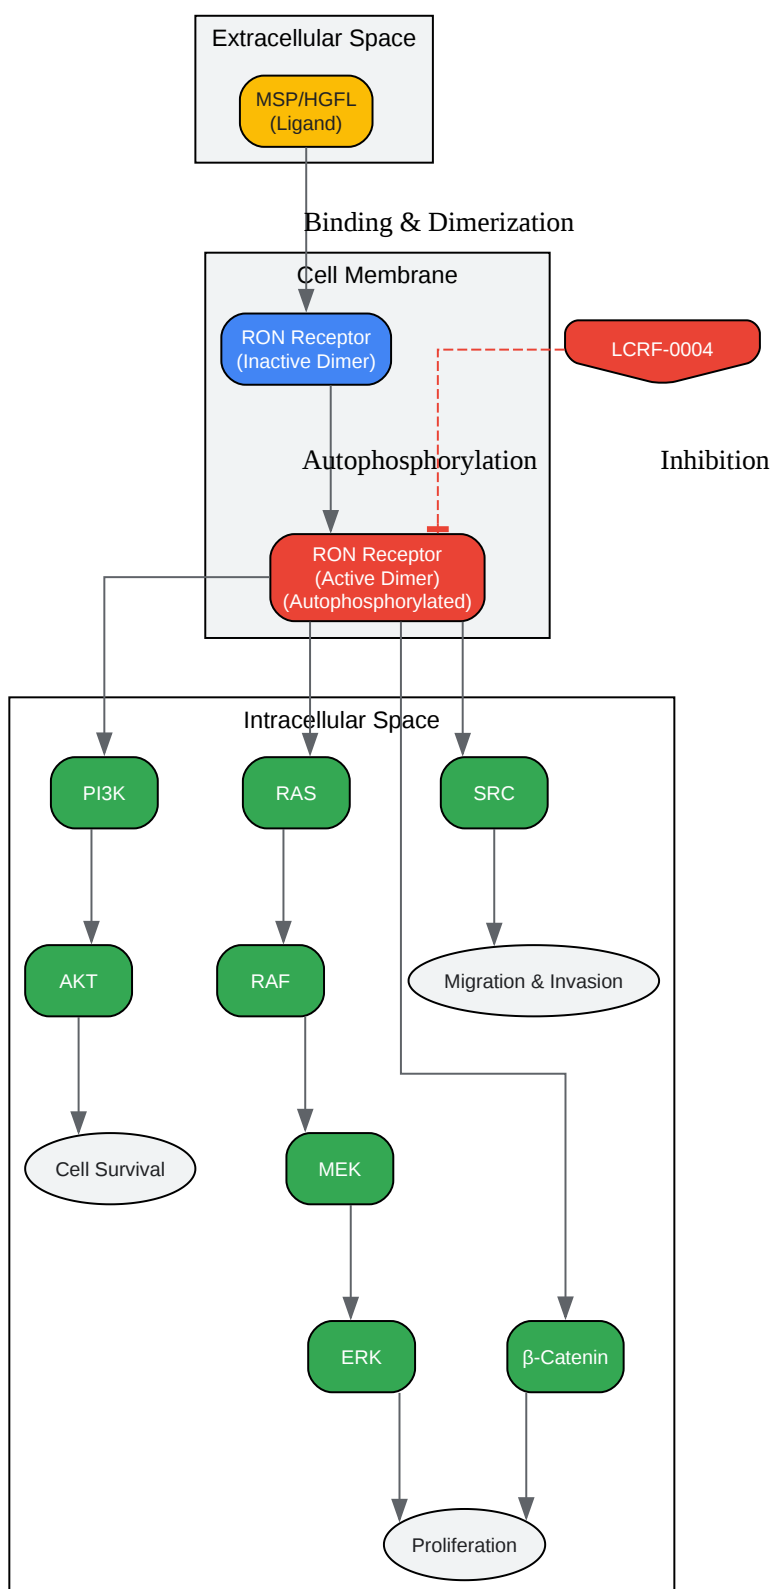 Extracellular Space
MSP/HGFL
(Ligand)
Binding & Dimerization
Cell Membrane
RON Receptor
(Inactive Dimer)
LCRF-0004
Autophosphorylation
Inhibition
RON Receptor
(Active Dimer)
(Autophosphorylated)
Intracellular Space
PI3K
RAS
SRC
AKT
RAF
Migration & Invasion
Cell Survival
MEK
ERK
β-Catenin
Proliferation